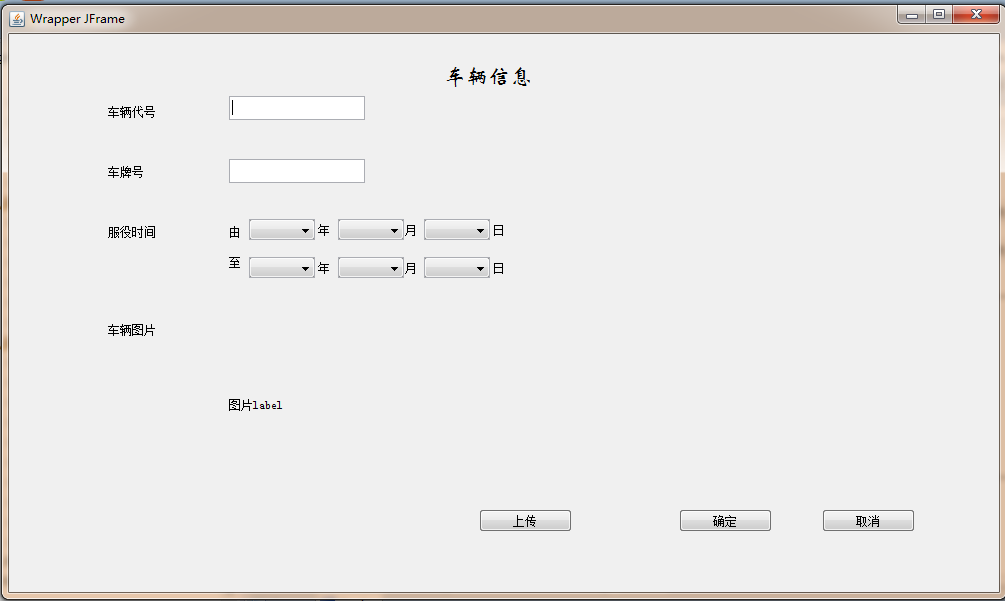 Wrapper JFrame
车辆信息
车辆代号
车牌号
服役时间 由 年 月 日
至 年 月 日
车辆图片
图片label
上传 确定 取消